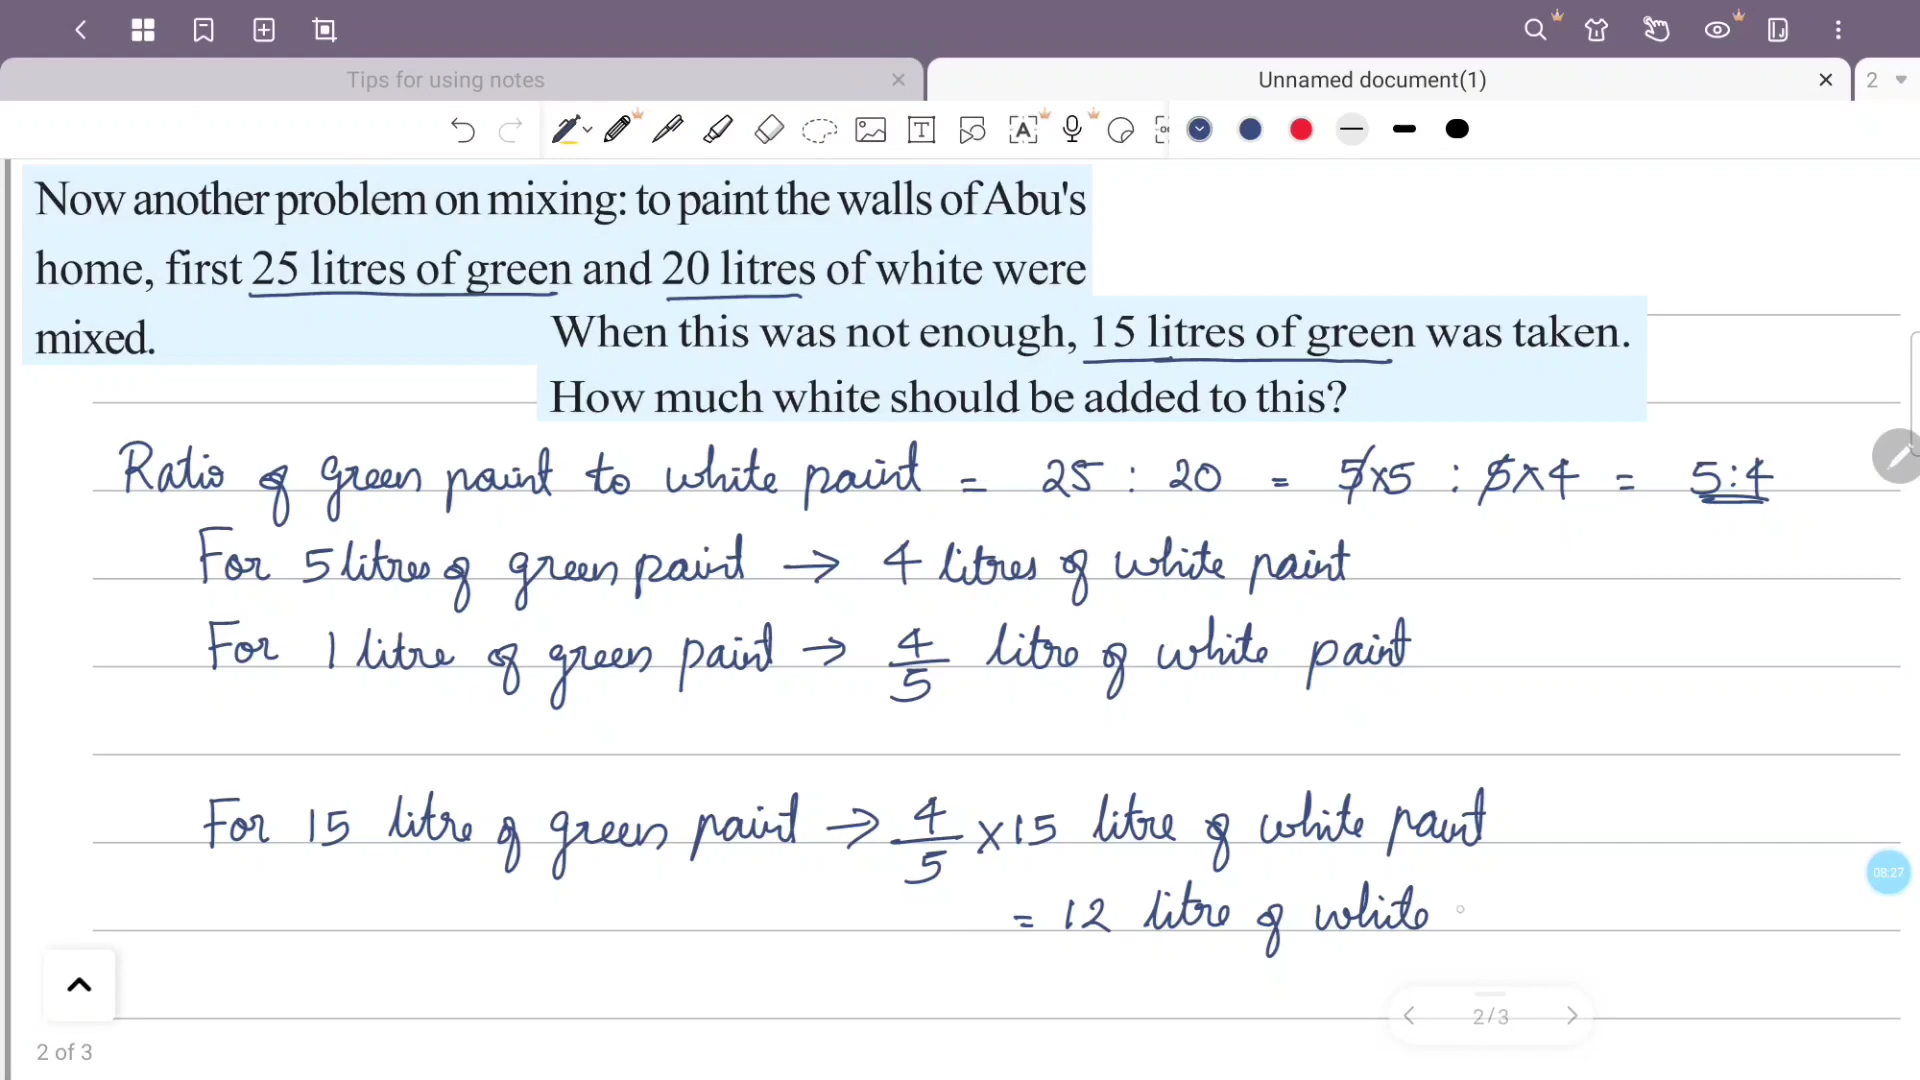 Tips for using notes
Unnamed document(1)
2
Now another problem on mixing: to paint the walls of Abu's
home, first 25 litres of green and 20 litres of white were
mixed.
When this was not enough, 15 litres of green was taken.
How much white should be added to this?
Ratio of green paint to white paint = 25 : 20 = 5x5 : 5x4 = 5:4
For 5 litres of green paint → 4 litres of white paint
For 1 litre of green paint → 4/5 litre of white paint
For 15 litre of green paint → 4/5 x 15 litre of white paint
= 12 litre of white
08:27
2/3
2 of 3